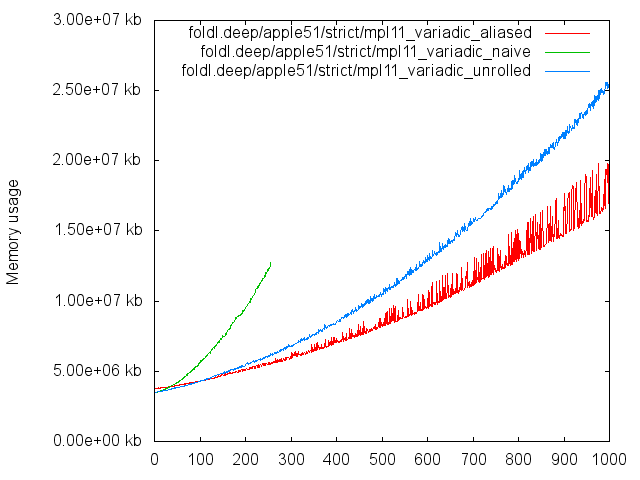 3.00e+07 kb
2.50e+07 kb
2.00e+07 kb
1.50e+07 kb
1.00e+07 kb
5.00e+06 kb
0.00e+00 kb
Memory usage
foldl.deep/apple51/strict/mpl11_variadic_aliased
foldl.deep/apple51/strict/mpl11_variadic_naive
foldl.deep/apple51/strict/mpl11_variadic_unrolled
0 100 200 300 400 500 600 700 800 900 1000